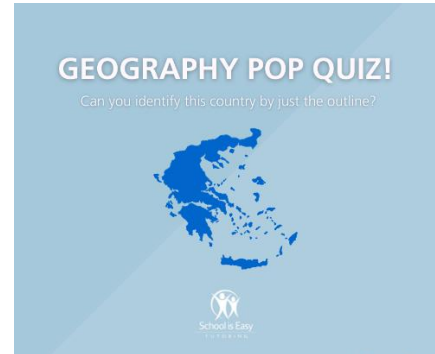 GEOGRAPHY POP QUIZ!
Can you identify this country by just the outline?
School is Easy
TUTORING